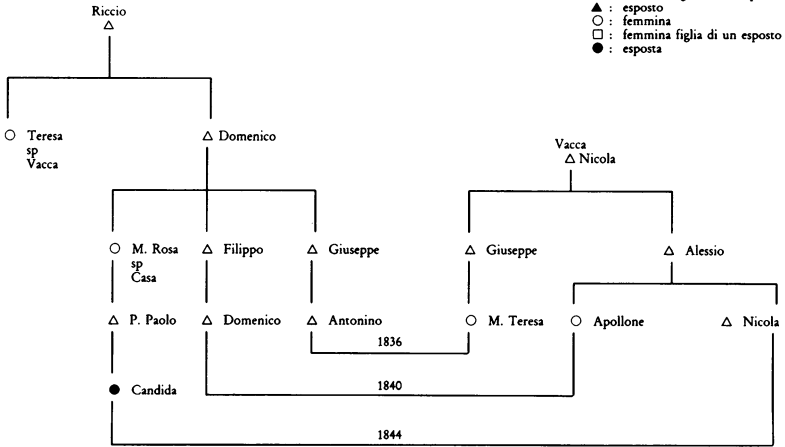 ▲ : esposto
○ : femmina
□ : femmina figlia di un esposto
● : esposta
Riccio
△
○ Teresa
sp
Vacca
△ Domenico
Vacca
△ Nicola
○ M. Rosa
sp
Casa
△ Filippo
△ Giuseppe
△ Giuseppe
△ Alessio
△ P. Paolo
△ Domenico
△ Antonino
○ M. Teresa
○ Apollone
△ Nicola
1836
● Candida
1840
1844